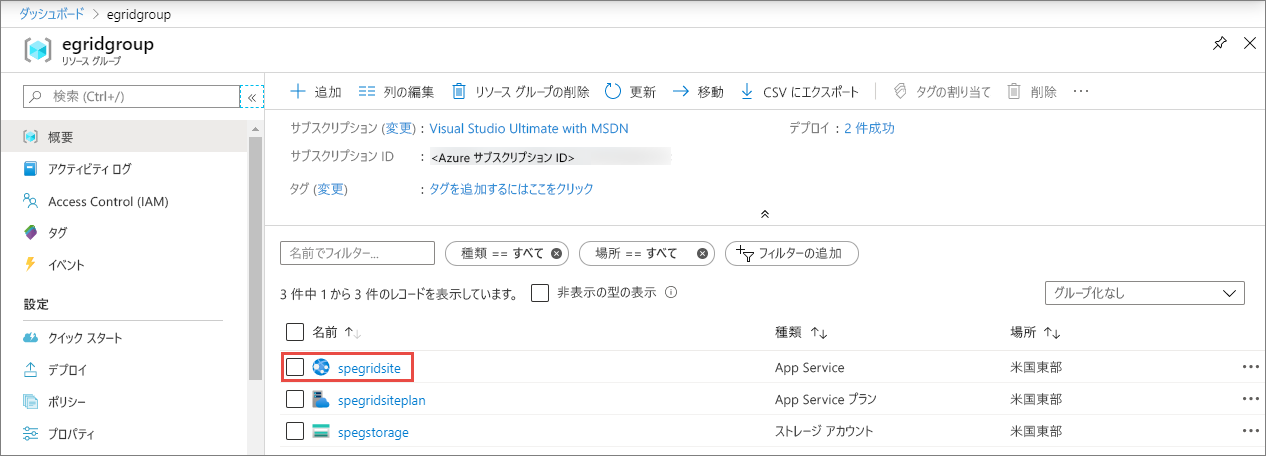 ダッシュボード > egridgroup
egridgroup
リソース グループ
検索 (Ctrl+/)
概要
アクティビティ ログ
Access Control (IAM)
タグ
イベント
設定
クイック スタート
デプロイ
ポリシー
プロパティ
追加 列の編集 リソース グループの削除 更新 移動 CSV にエクスポート タグの割り当て 削除 ···
サブスクリプション (変更) : Visual Studio Ultimate with MSDN デプロイ : 2 件成功
サブスクリプション ID : <Azure サブスクリプション ID>
タグ (変更) : タグを追加するにはここをクリック
名前でフィルター... 種類 == すべて 場所 == すべて フィルターの追加
3 件中 1 から 3 件のレコードを表示しています。 非表示の型の表示 グループ化なし
名前 ↑↓ 種類 ↑↓ 場所 ↑↓
spegridsite App Service 米国東部 ···
spegridsiteplan App Service プラン 米国東部 ···
spegstorage ストレージ アカウント 米国東部 ···